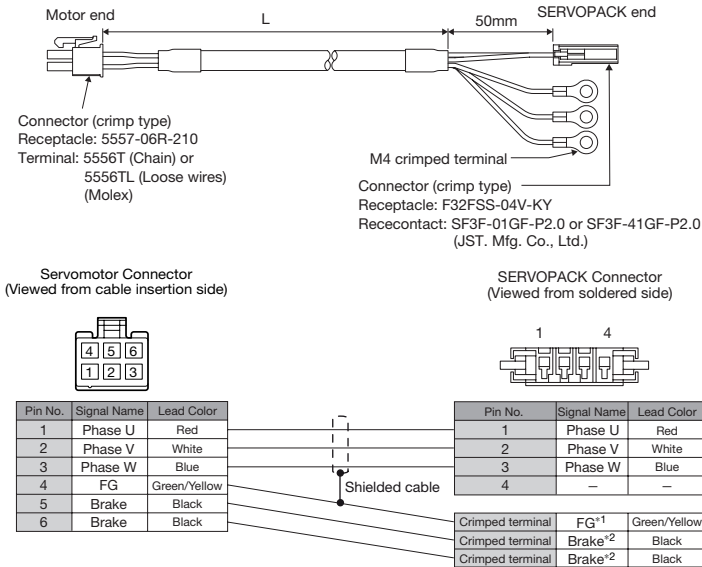 Motor end
L
50mm
SERVOPACK end
Connector (crimp type)
Receptacle: 5557-06R-210
Terminal: 5556T (Chain) or
5556TL (Loose wires)
(Molex)
M4 crimped terminal
Connector (crimp type)
Receptacle: F32FSS-04V-KY
Rececontact: SF3F-01GF-P2.0 or SF3F-41GF-P2.0
(JST. Mfg. Co., Ltd.)
Servomotor Connector
(Viewed from cable insertion side)
4 5 6
1 2 3
SERVOPACK Connector
(Viewed from soldered side)
1 4
Pin No. Signal Name Lead Color
1 Phase U Red
2 Phase V White
3 Phase W Blue
4 FG Green/Yellow
5 Brake Black
6 Brake Black
Shielded cable
Pin No. Signal Name Lead Color
1 Phase U Red
2 Phase V White
3 Phase W Blue
4 – –
Crimped terminal FG*1 Green/Yellow
Crimped terminal Brake*2 Black
Crimped terminal Brake*2 Black